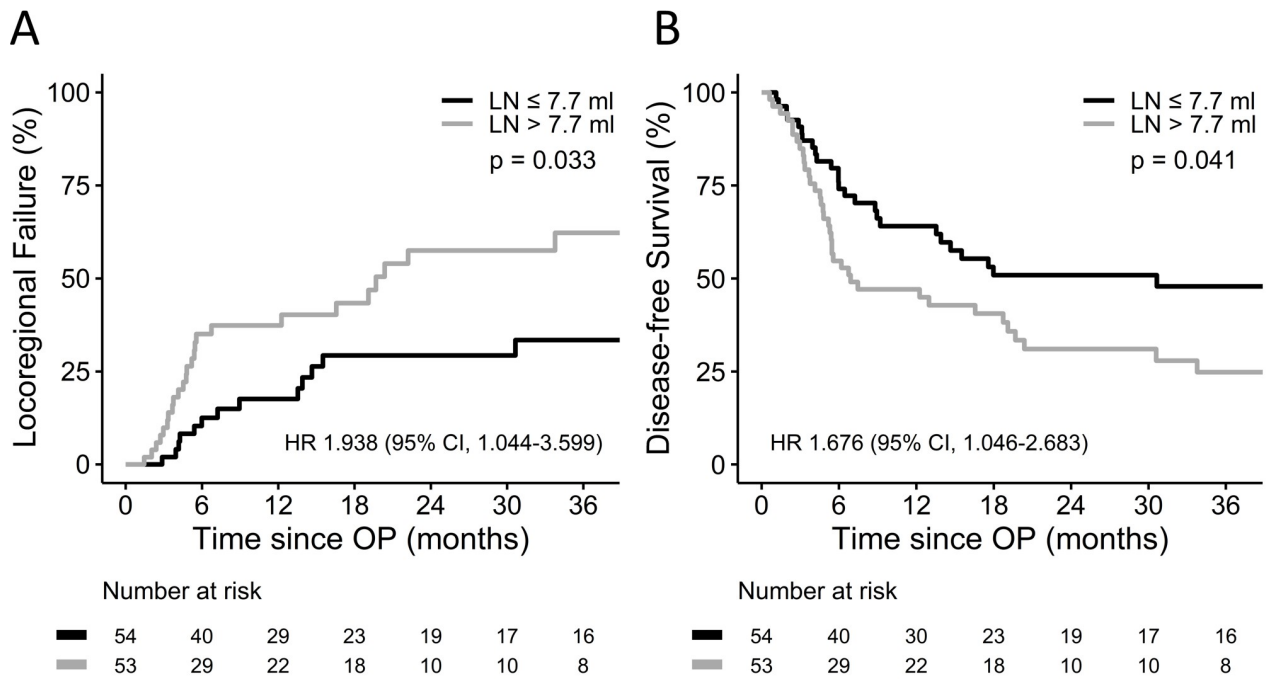 A
Locoregional Failure (%)
100
75
50
25
0
LN ≤ 7.7 ml
LN > 7.7 ml
p = 0.033
HR 1.938 (95% CI, 1.044-3.599)
0 6 12 18 24 30 36
Time since OP (months)
Number at risk
54 40 29 23 19 17 16
53 29 22 18 10 10 8
B
Disease-free Survival (%)
100
75
50
25
0
LN ≤ 7.7 ml
LN > 7.7 ml
p = 0.041
HR 1.676 (95% CI, 1.046-2.683)
0 6 12 18 24 30 36
Time since OP (months)
Number at risk
54 40 30 23 19 17 16
53 29 22 18 10 10 8